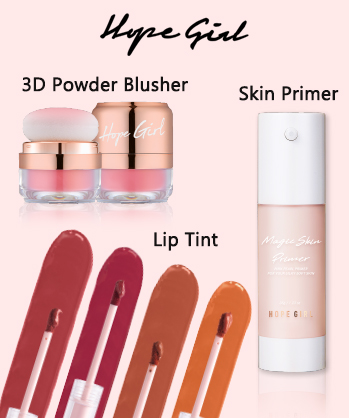 Hope Girl
3D Powder Blusher
Skin Primer
Hope Girl
Lip Tint
Magic Skin
Primer
HOPE GIRL